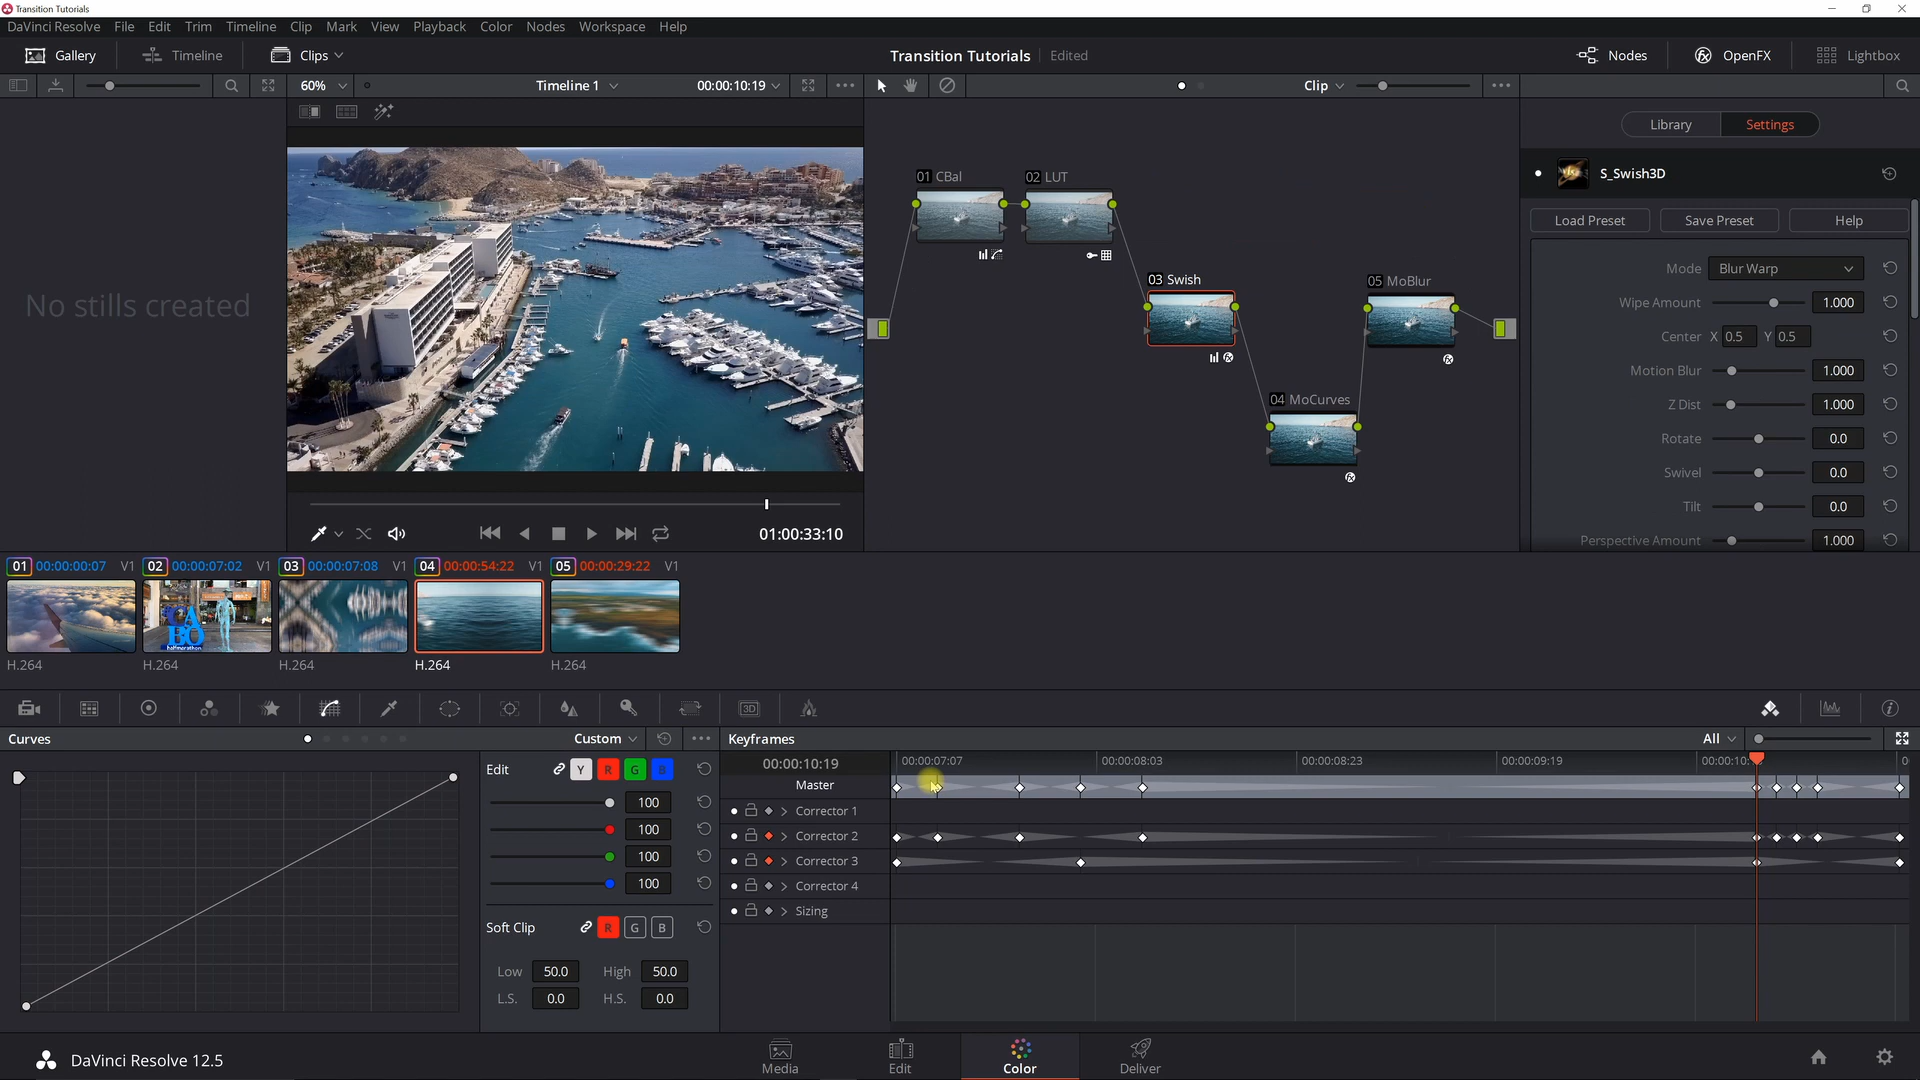 Transition Tutorials
DaVinci Resolve File Edit Trim Timeline Clip Mark View Playback Color Nodes Workspace Help
Gallery Timeline Clips Transition Tutorials Edited Nodes OpenFX Lightbox
60% Timeline 1 00:00:10:19 Clip
Library Settings
S_Swish3D
Load Preset Save Preset Help
Mode Blur Warp
Wipe Amount 1.000
Center X 0.5 Y 0.5
Motion Blur 1.000
Z Dist 1.000
Rotate 0.0
Swivel 0.0
Tilt 0.0
Perspective Amount 1.000
No stills created
01 CBal
02 LUT
03 Swish
05 MoBlur
04 MoCurves
01:00:33:10
01 00:00:00:07 V1 02 00:00:07:02 V1 03 00:00:07:08 V1 04 00:00:54:22 V1 05 00:00:29:22 V1
CABO
halfmarathon
H.264 H.264 H.264 H.264 H.264
3D
Curves Custom
Edit Y R G B
100
100
100
100
Soft Clip R G B
Low 50.0 High 50.0
L.S. 0.0 H.S. 0.0
Keyframes All
00:00:10:19 00:00:07:07 00:00:08:03 00:00:08:23 00:00:09:19
Master
Corrector 1
Corrector 2
Corrector 3
Corrector 4
Sizing
DaVinci Resolve 12.5
Media Edit Color Deliver